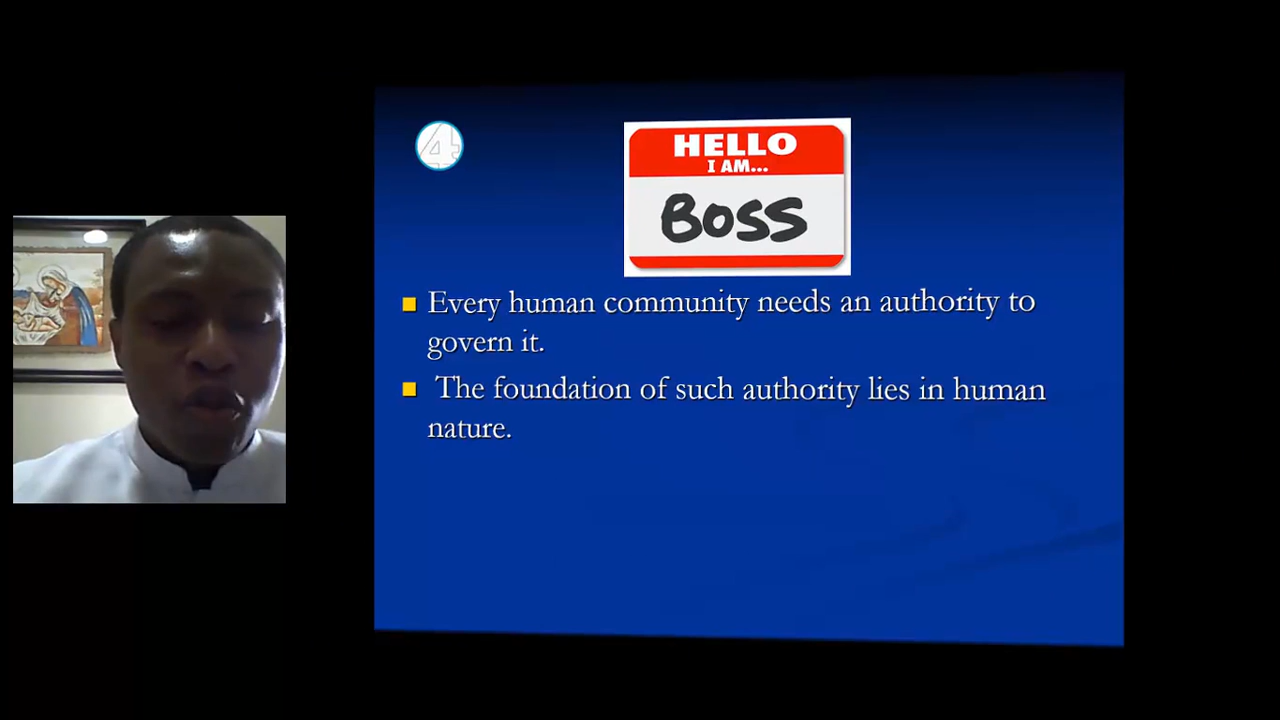 4
HELLO
I AM...
BOSS
Every human community needs an authority to
govern it.
The foundation of such authority lies in human
nature.